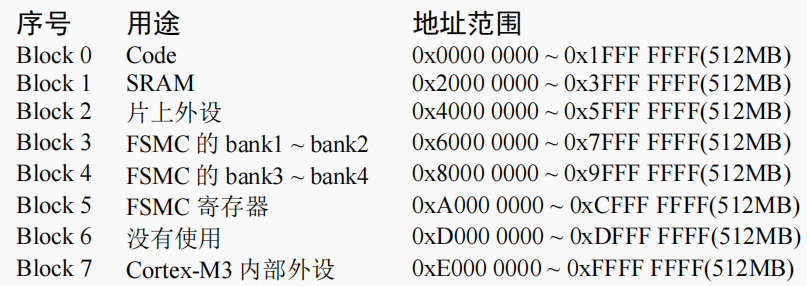 序号 用途 地址范围
Block 0 Code 0x0000 0000 ~ 0x1FFF FFFF(512MB)
Block 1 SRAM 0x2000 0000 ~ 0x3FFF FFFF(512MB)
Block 2 片上外设 0x4000 0000 ~ 0x5FFF FFFF(512MB)
Block 3 FSMC 的 bank1 ~ bank2 0x6000 0000 ~ 0x7FFF FFFF(512MB)
Block 4 FSMC 的 bank3 ~ bank4 0x8000 0000 ~ 0x9FFF FFFF(512MB)
Block 5 FSMC 寄存器 0xA000 0000 ~ 0xCFFF FFFF(512MB)
Block 6 没有使用 0xD000 0000 ~ 0xDFFF FFFF(512MB)
Block 7 Cortex-M3 内部外设 0xE000 0000 ~ 0xFFFF FFFF(512MB)